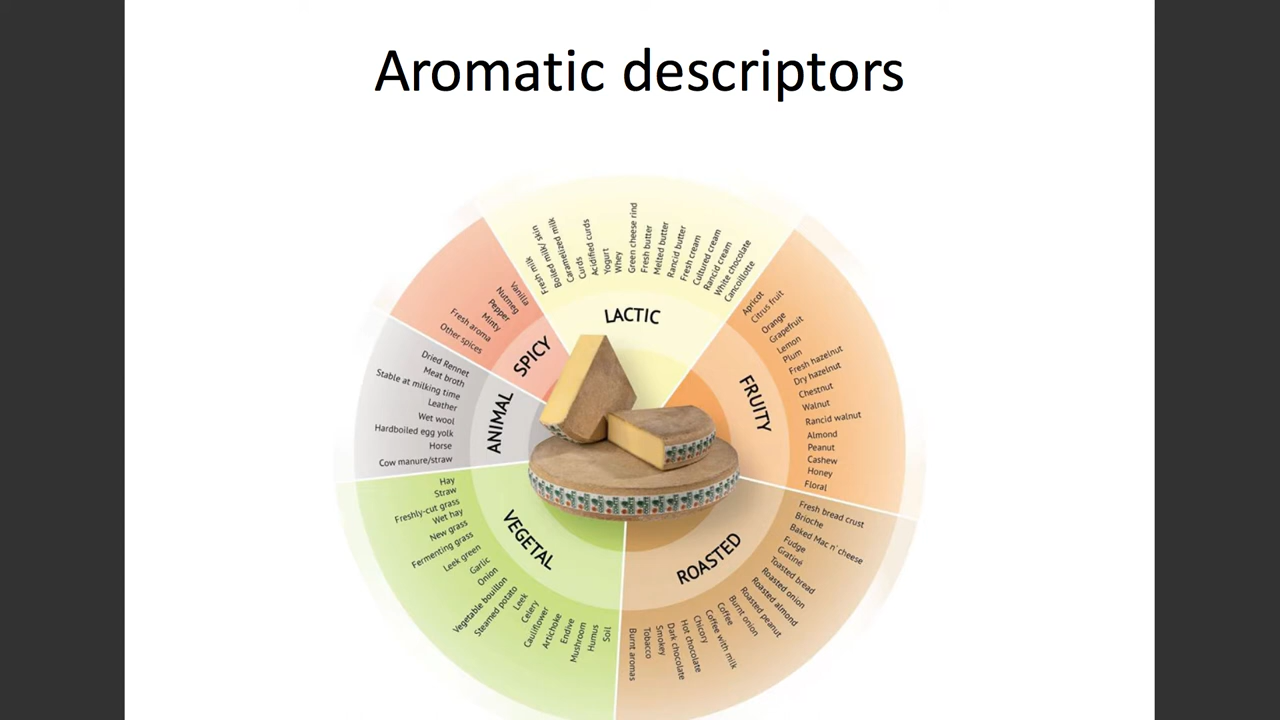 Aromatic descriptors
LACTIC
Fresh milk
Boiled milk/ skin
Caramelized milk
Curds
Acidified curds
Yogurt
Whey
Green cheese rind
Fresh butter
Melted butter
Rancid butter
Fresh cream
Cultured cream
Rancid cream
White chocolate
Cancoillotte
FRUITY
Apricot
Citrus fruit
Orange
Grapefruit
Lemon
Plum
Fresh hazelnut
Dry hazelnut
Chestnut
Walnut
Rancid walnut
Almond
Peanut
Cashew
Honey
Floral
ROASTED
Fresh bread crust
Brioche
Baked Mac n' cheese
Fudge
Gratiné
Toasted bread
Roasted onion
Roasted almond
Roasted peanut
Burnt onion
Coffee
Coffee with milk
Chicory
Hot chocolate
Dark chocolate
Smokey
Tobacco
Burnt aromas
VEGETAL
Soil
Humus
Mushroom
Endive
Artichoke
Cauliflower
Celery
Leek
Steamed potato
Vegetable bouillon
Onion
Garlic
Leek green
Fermenting grass
New grass
Wet hay
Freshly-cut grass
Straw
Hay
ANIMAL
Cow manure/straw
Horse
Hardboiled egg yolk
Wet wool
Leather
Stable at milking time
Meat broth
Dried Rennet
SPICY
Other spices
Fresh aroma
Minty
Pepper
Nutmeg
Vanilla